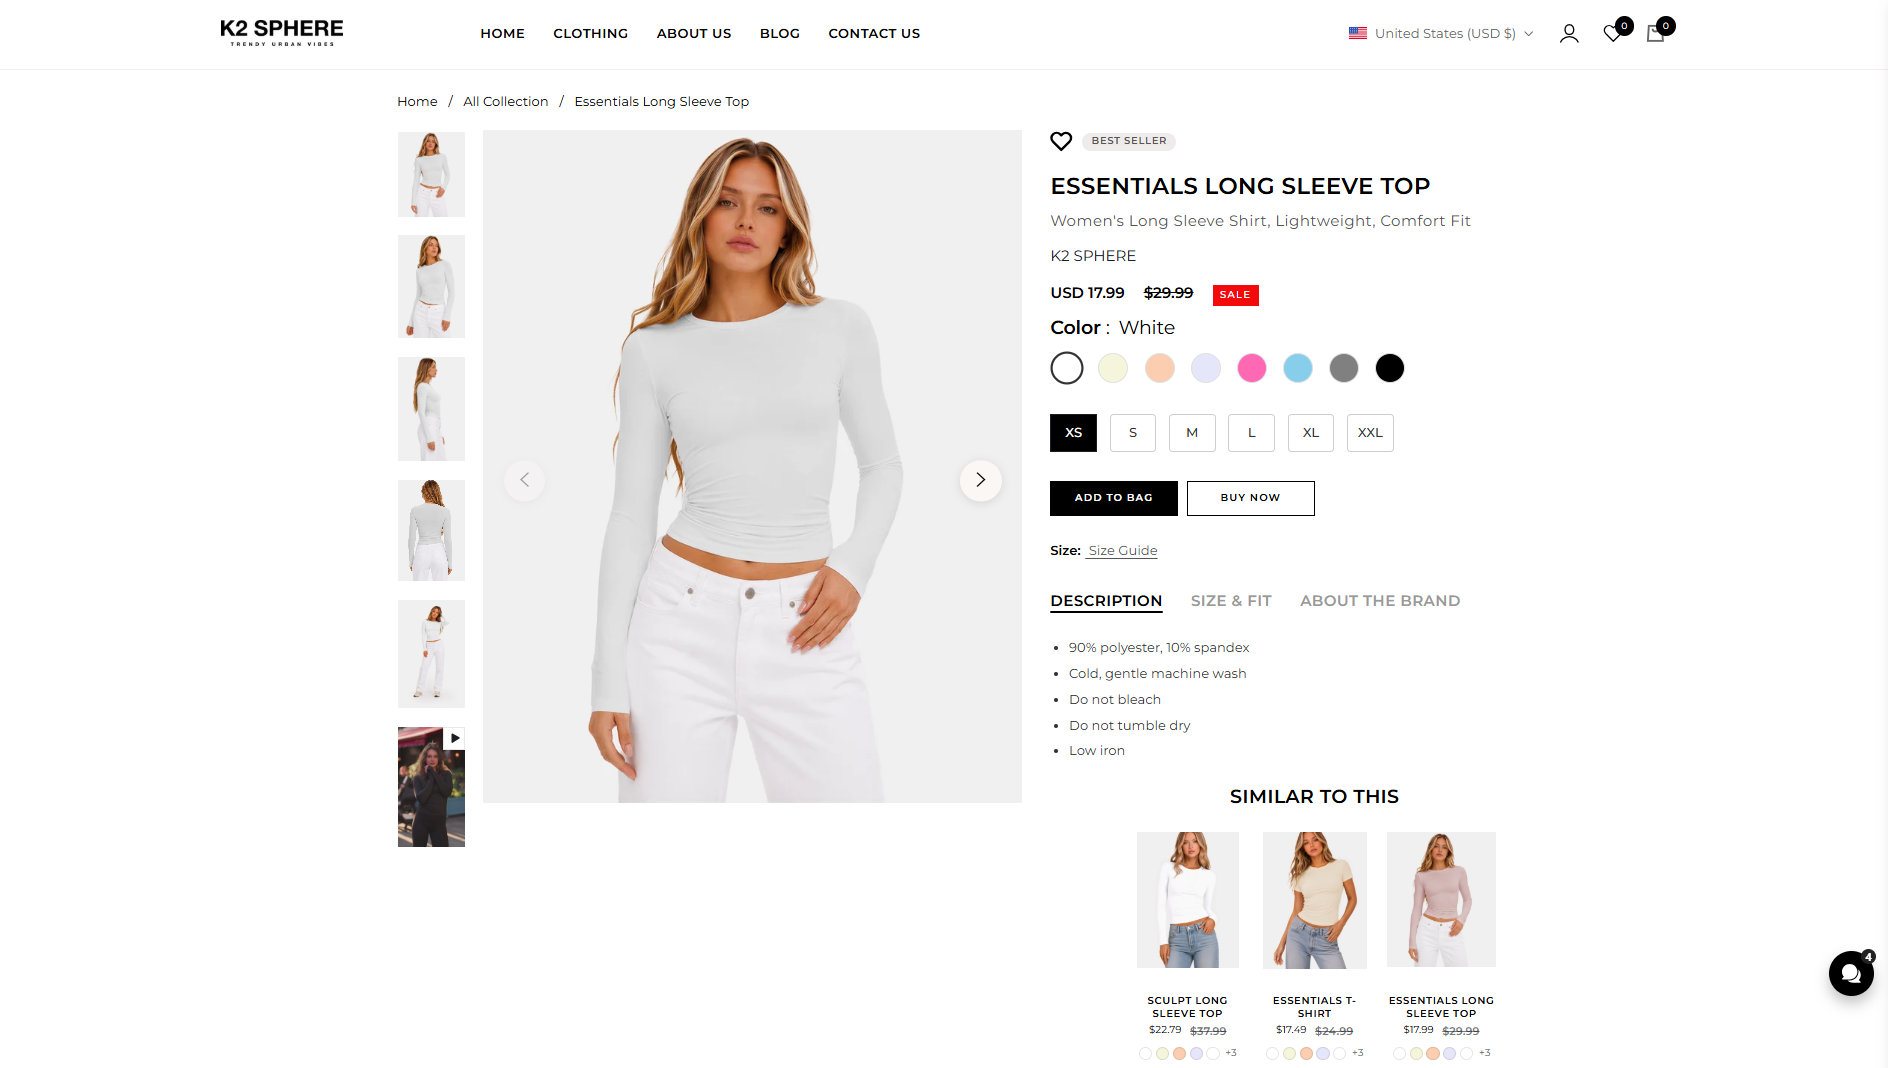 K2 SPHERE
TRENDY URBAN VIBES
HOME CLOTHING ABOUT US BLOG CONTACT US
United States (USD $)
0
0
Home / All Collection / Essentials Long Sleeve Top
BEST SELLER
ESSENTIALS LONG SLEEVE TOP
Women's Long Sleeve Shirt, Lightweight, Comfort Fit
K2 SPHERE
USD 17.99 $29.99 SALE
Color : White
XS S M L XL XXL
ADD TO BAG BUY NOW
Size: Size Guide
DESCRIPTION SIZE & FIT ABOUT THE BRAND
• 90% polyester, 10% spandex
• Cold, gentle machine wash
• Do not bleach
• Do not tumble dry
• Low iron
SIMILAR TO THIS
SCULPT LONG
SLEEVE TOP
$22.79 $37.99
+3
ESSENTIALS T-
SHIRT
$17.49 $24.99
+3
ESSENTIALS LONG
SLEEVE TOP
$17.99 $29.99
+3
4